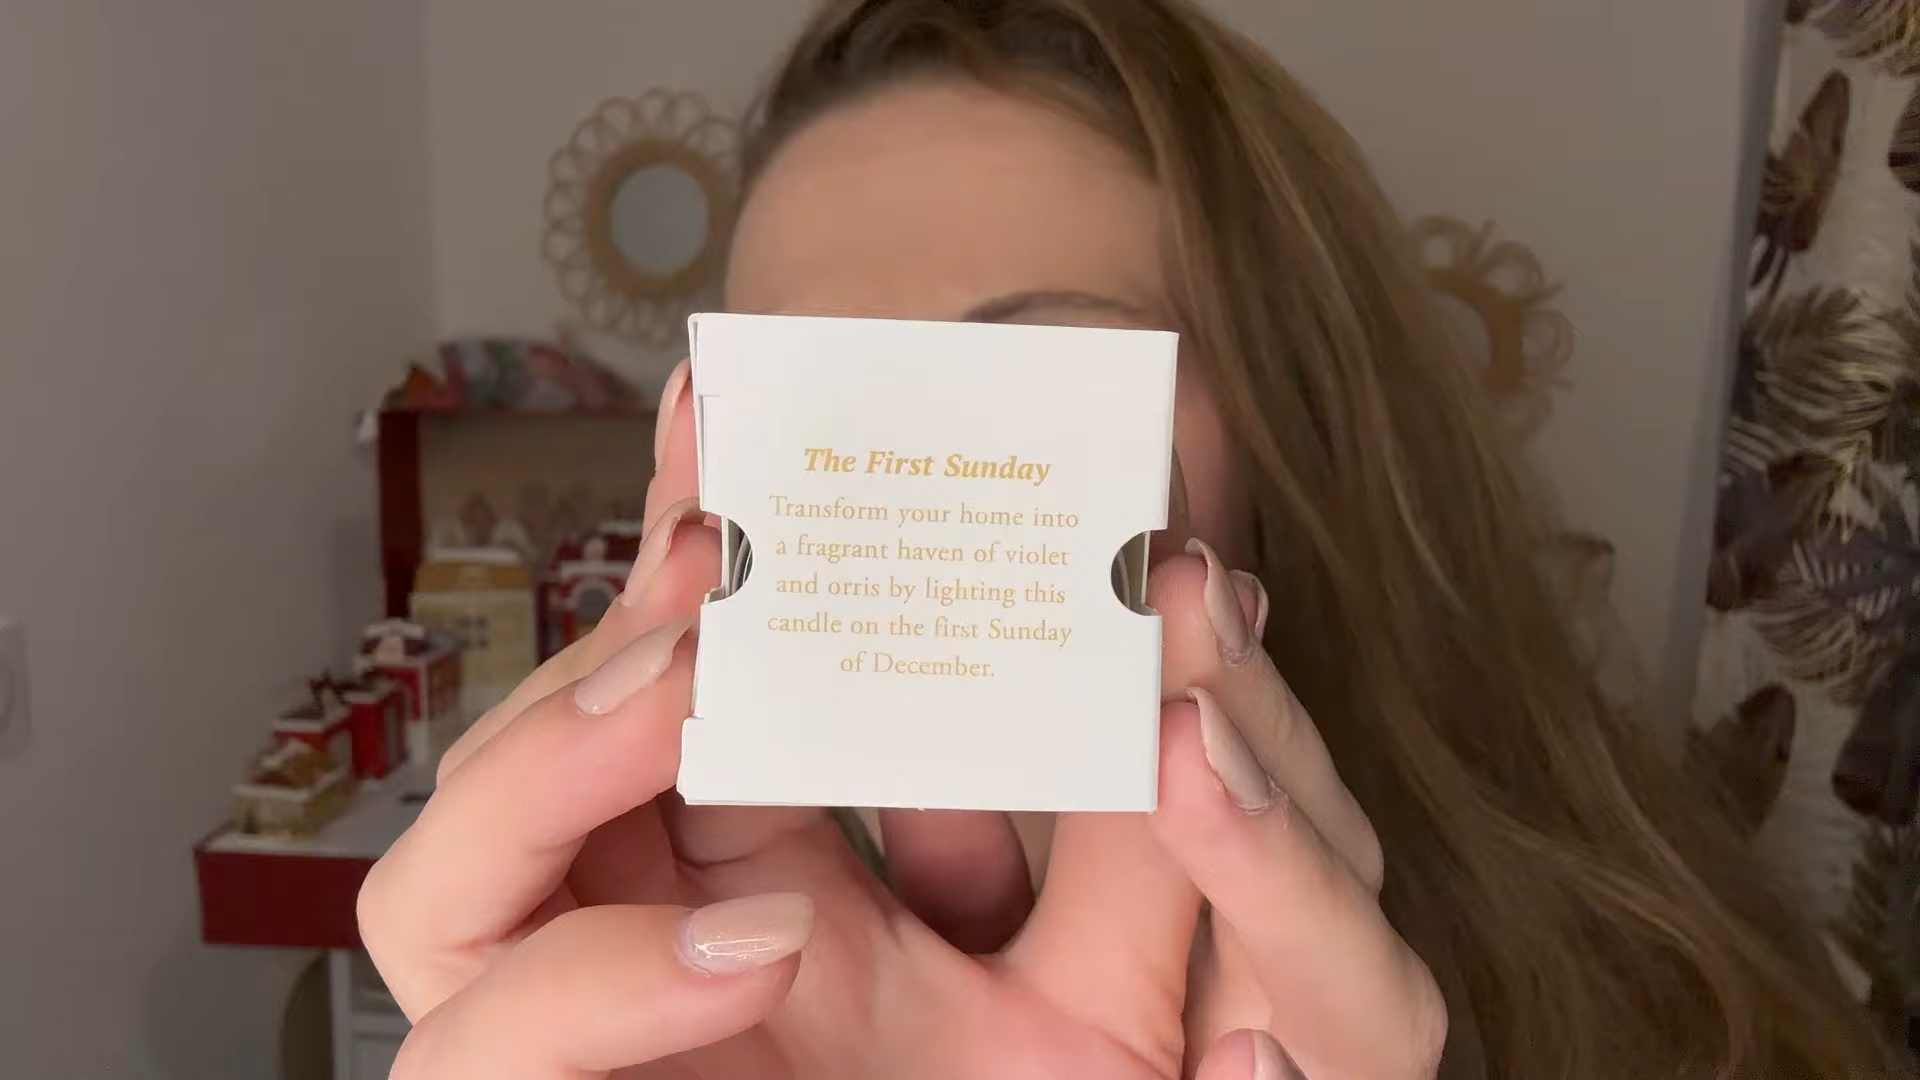 The First Sunday
Transform your home into
a fragrant haven of violet
and orris by lighting this
candle on the first Sunday
of December.